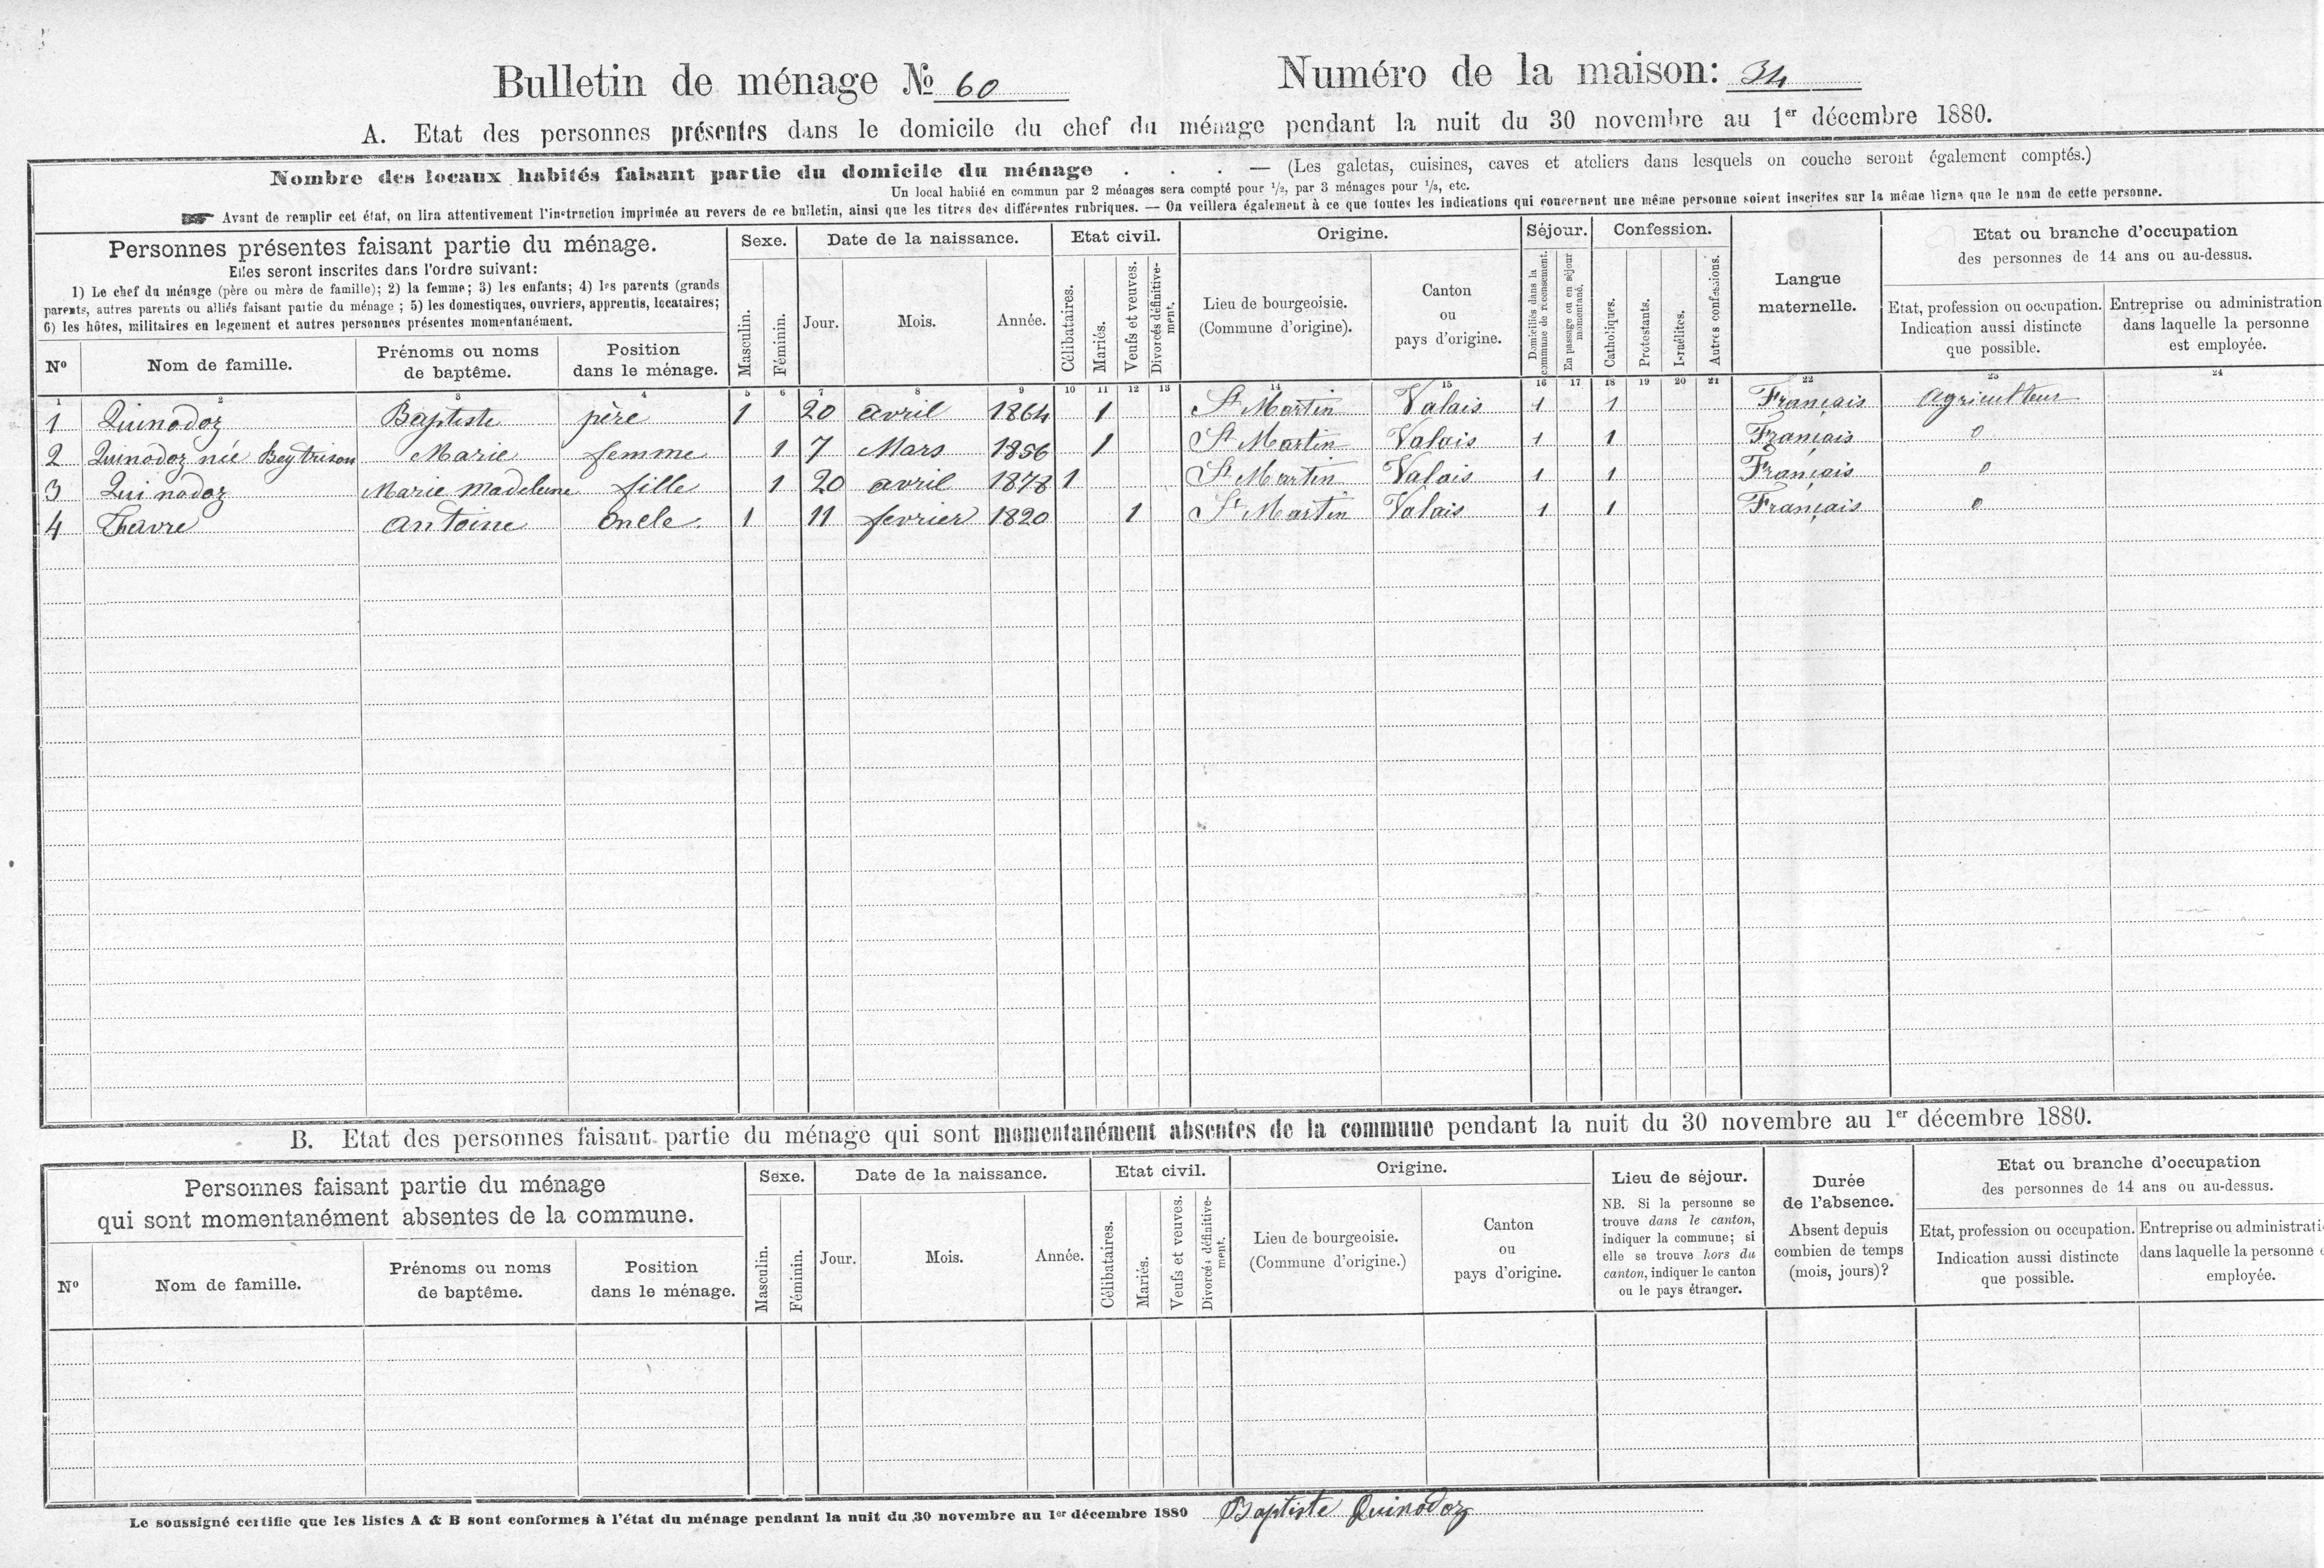 Bulletin de ménage № 60
Numéro de la maison: 34
A. Etat des personnes présentes dans le domicile du chef du ménage pendant la nuit du 30 novembre au 1er décembre 1880.
Nombre des locaux habités faisant partie du domicile du ménage . . . — (Les galetas, cuisines, caves et ateliers dans lesquels on couche seront également comptés.)
Un local habité en commun par 2 ménages sera compté pour 1/2, par 3 ménages pour 1/3, etc.
☛ Avant de remplir cet état, on lira attentivement l'instruction imprimée au revers de ce bulletin, ainsi que les titres des différentes rubriques. — On veillera également à ce que toutes les indications qui concernent une même personne soient inscrites sur la même ligne que le nom de cette personne.
Personnes présentes faisant partie du ménage.
Elles seront inscrites dans l'ordre suivant:
1) Le chef du ménage (père ou mère de famille); 2) la femme; 3) les enfants; 4) les parents (grands
parents, autres parents ou alliés faisant partie du ménage ; 5) les domestiques, ouvriers, apprentis, locataires;
6) les hôtes, militaires en logement et autres personnes présentes momentanément.
Nº Nom de famille. Prénoms ou noms de baptême. Position dans le ménage.
Sexe. Masculin. Féminin.
Date de la naissance. Jour. Mois. Année.
Etat civil. Célibataires. Mariés. Veufs et veuves. Divorcés définitive-ment.
Origine. Lieu de bourgeoisie. (Commune d'origine). Canton ou pays d'origine.
Séjour. Domiciliés dans la commune de recensement. En passage ou en séjour momentané.
Confession. Catholiques. Protestants. Israélites. Autres confessions.
Langue maternelle.
Etat ou branche d'occupation des personnes de 14 ans ou au-dessus.
Etat, profession ou occupation. Indication aussi distincte que possible.
Entreprise ou administration dans laquelle la personne est employée.
1 2 3 4 5 6 7 8 9 10 11 12 13 14 15 16 17 18 19 20 21 22 23 24
1 Quinodoz Baptiste père 1 20 avril 1864 1 St Martin Valais 1 1 Français agriculteur
2 Quinodoz née Beytrison Marie femme 1 7 Mars 1856 1 St Martin Valais 1 1 Français 0
3 Quinodoz Marie Madeleine fille 1 20 avril 1878 1 St Martin Valais 1 1 Français 0
4 antoine oncle 1 11 fevrier 1820 1 St Martin Valais 1 1 Français 0
B. Etat des personnes faisant partie du ménage qui sont momentanément absentes de la commune pendant la nuit du 30 novembre au 1er décembre 1880.
Personnes faisant partie du ménage
qui sont momentanément absentes de la commune.
Nº Nom de famille. Prénoms ou noms de baptême. Position dans le ménage.
Sexe. Masculin. Féminin.
Date de la naissance. Jour. Mois. Année.
Etat civil. Célibataires. Mariés. Veufs et veuves. Divorcés définitive-ment.
Origine. Lieu de bourgeoisie. (Commune d'origine.) Canton ou pays d'origine.
Lieu de séjour.
NB. Si la personne se
trouve dans le canton,
indiquer la commune; si
elle se trouve hors du
canton, indiquer le canton
ou le pays étranger.
Durée
de l'absence.
Absent depuis
combien de temps
(mois, jours)?
Etat ou branche d'occupation
des personnes de 14 ans ou au-dessus.
Etat, profession ou occupation. Indication aussi distincte que possible.
Entreprise ou administrati dans laquelle la personne e employée.
Le soussigné certifie que les listes A & B sont conformes à l'état du ménage pendant la nuit du 30 novembre au 1er décembre 1880 Baptiste Quinodoz